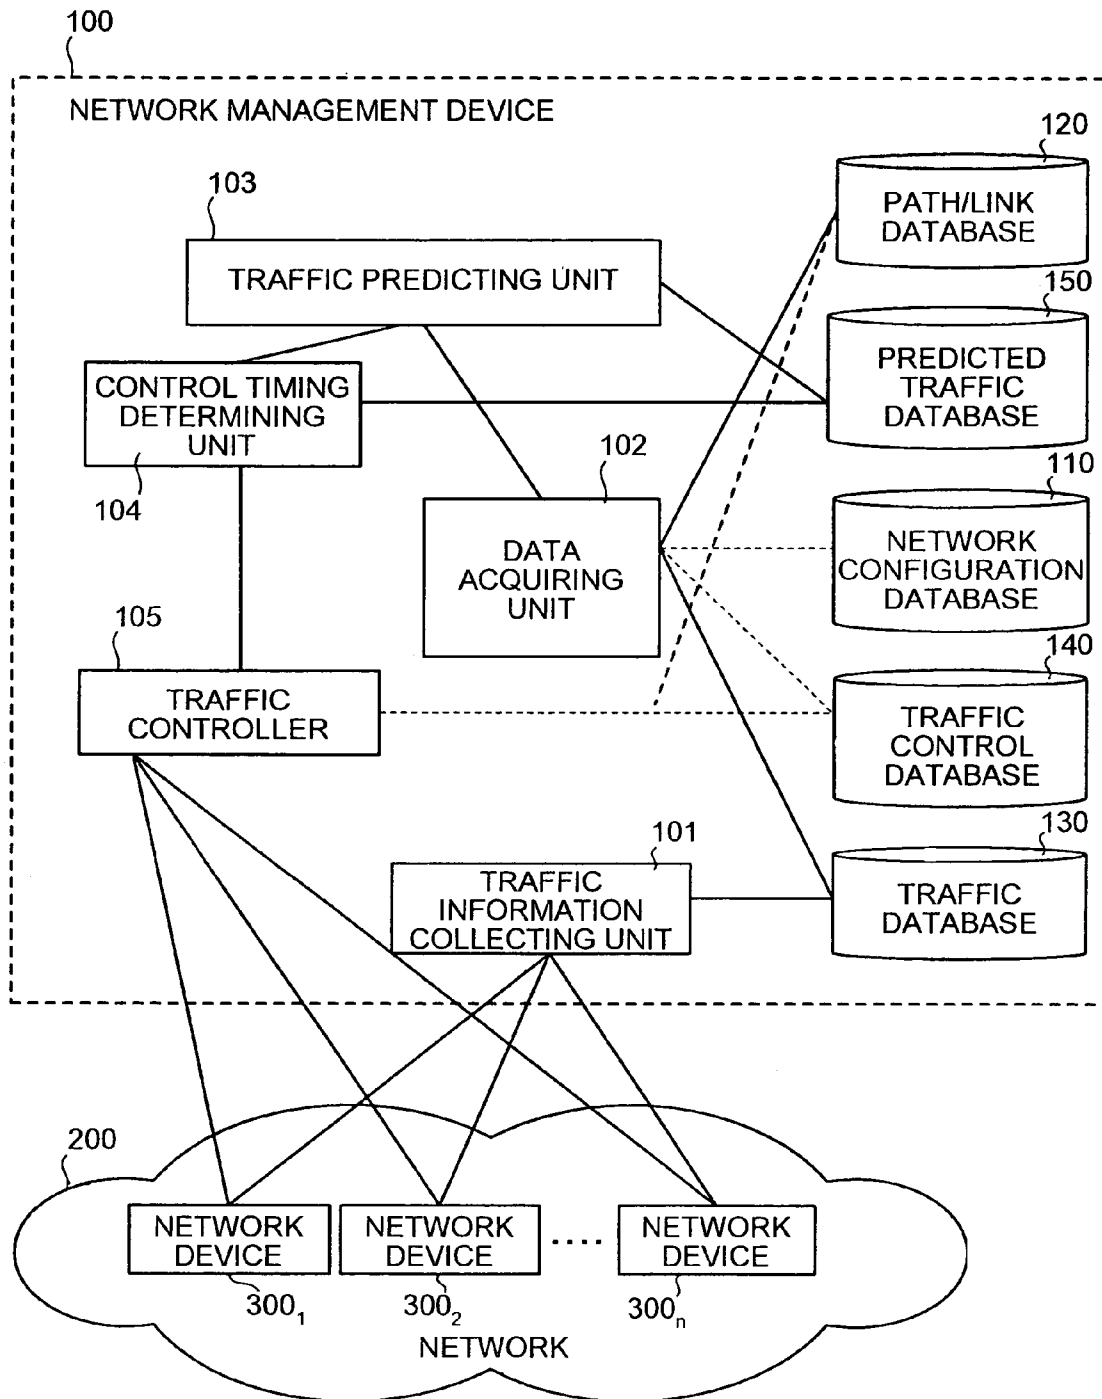 100
NETWORK MANAGEMENT DEVICE
120
PATH/LINK
DATABASE
103
TRAFFIC PREDICTING UNIT
150
PREDICTED
TRAFFIC
DATABASE
CONTROL TIMING
DETERMINING
UNIT
104
102
DATA
ACQUIRING
UNIT
110
NETWORK
CONFIGURATION
DATABASE
105
TRAFFIC
CONTROLLER
140
TRAFFIC
CONTROL
DATABASE
101
TRAFFIC
INFORMATION
COLLECTING UNIT
130
TRAFFIC
DATABASE
200
NETWORK
DEVICE
300₁
NETWORK
DEVICE
300₂
....
NETWORK
DEVICE
300ₙ
NETWORK